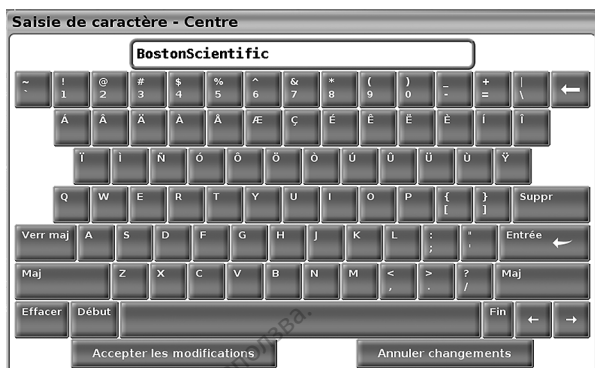 Saisie de caractère - Centre
BostonScientific
~ ! @ # $ % ^ & * ( ) _ + |
` 1 2 3 4 5 6 7 8 9 0 - = \ ←
Á Â Ä À Å Æ Ç É Ê Ë È Í Î
Ï Ì Ñ Ó Ô Ö Ò Ú Û Ü Ù Ÿ
Q W E R T Y U I O P { } Suppr
[ ]
Verr maj A S D F G H J K L : " Entrée
; '
Maj Z X C V B N M < > ? Maj
, . /
Effacer Début Fin ← →
Accepter les modifications Annuler changements